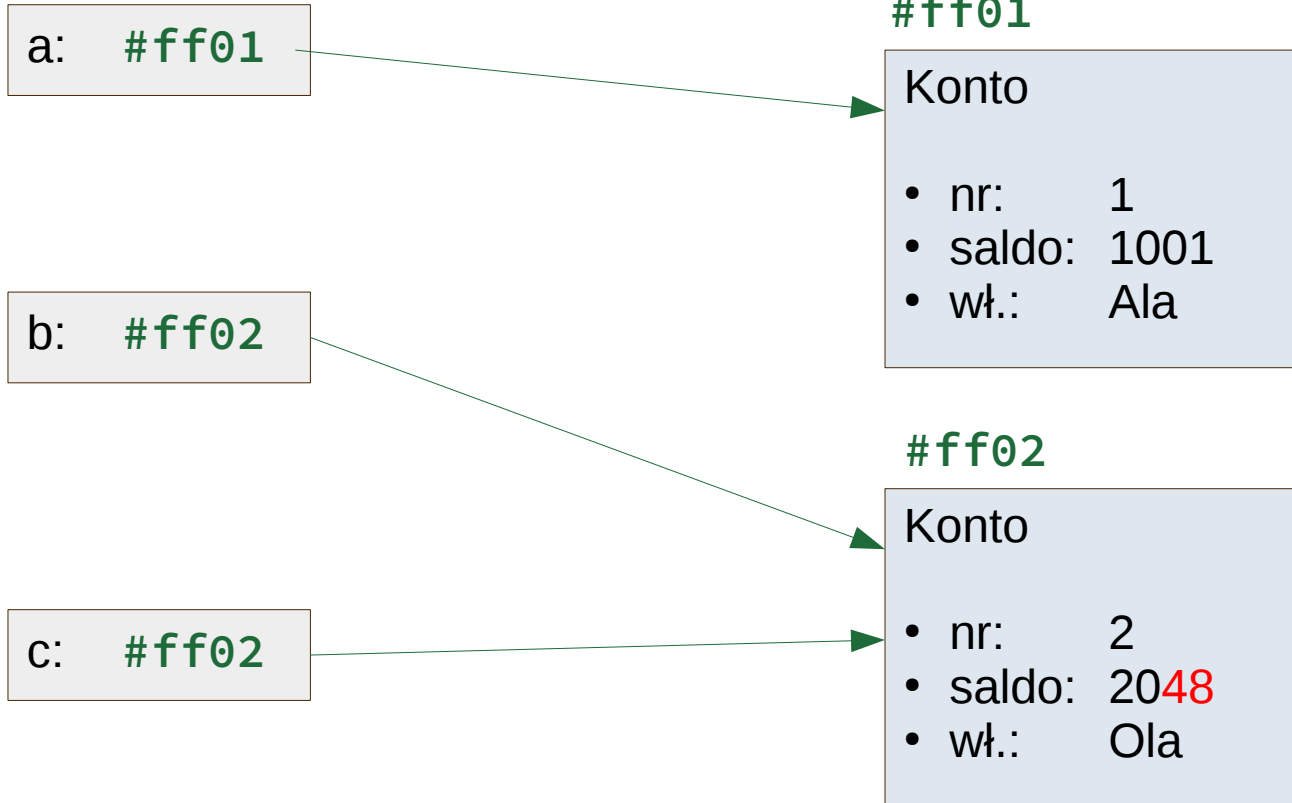 a: #ff01
#ff01
Konto
• nr: 1
• saldo: 1001
• wł.: Ala
b: #ff02
#ff02
Konto
• nr: 2
• saldo: 2048
• wł.: Ola
c: #ff02